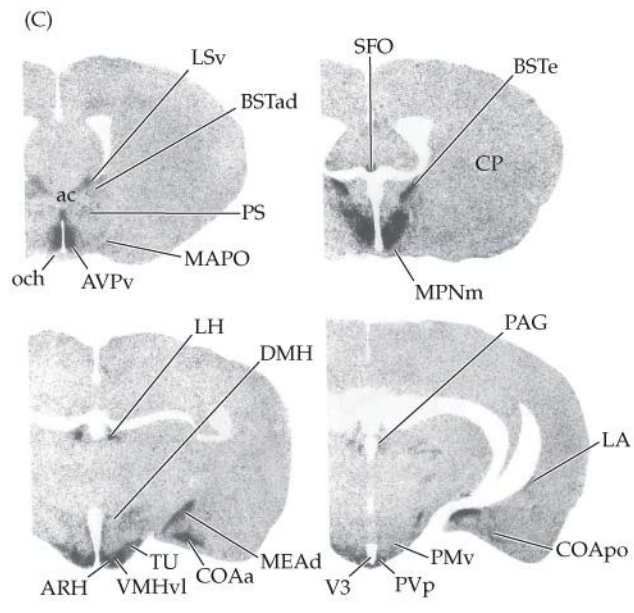 (C)
LSv
BSTad
ac
PS
MAPO
och
AVPv
SFO
BSTe
CP
MPNm
LH
DMH
MEAd
TU
COAa
ARH
VMHvl
PAG
LA
COApo
PMv
V3
PVp